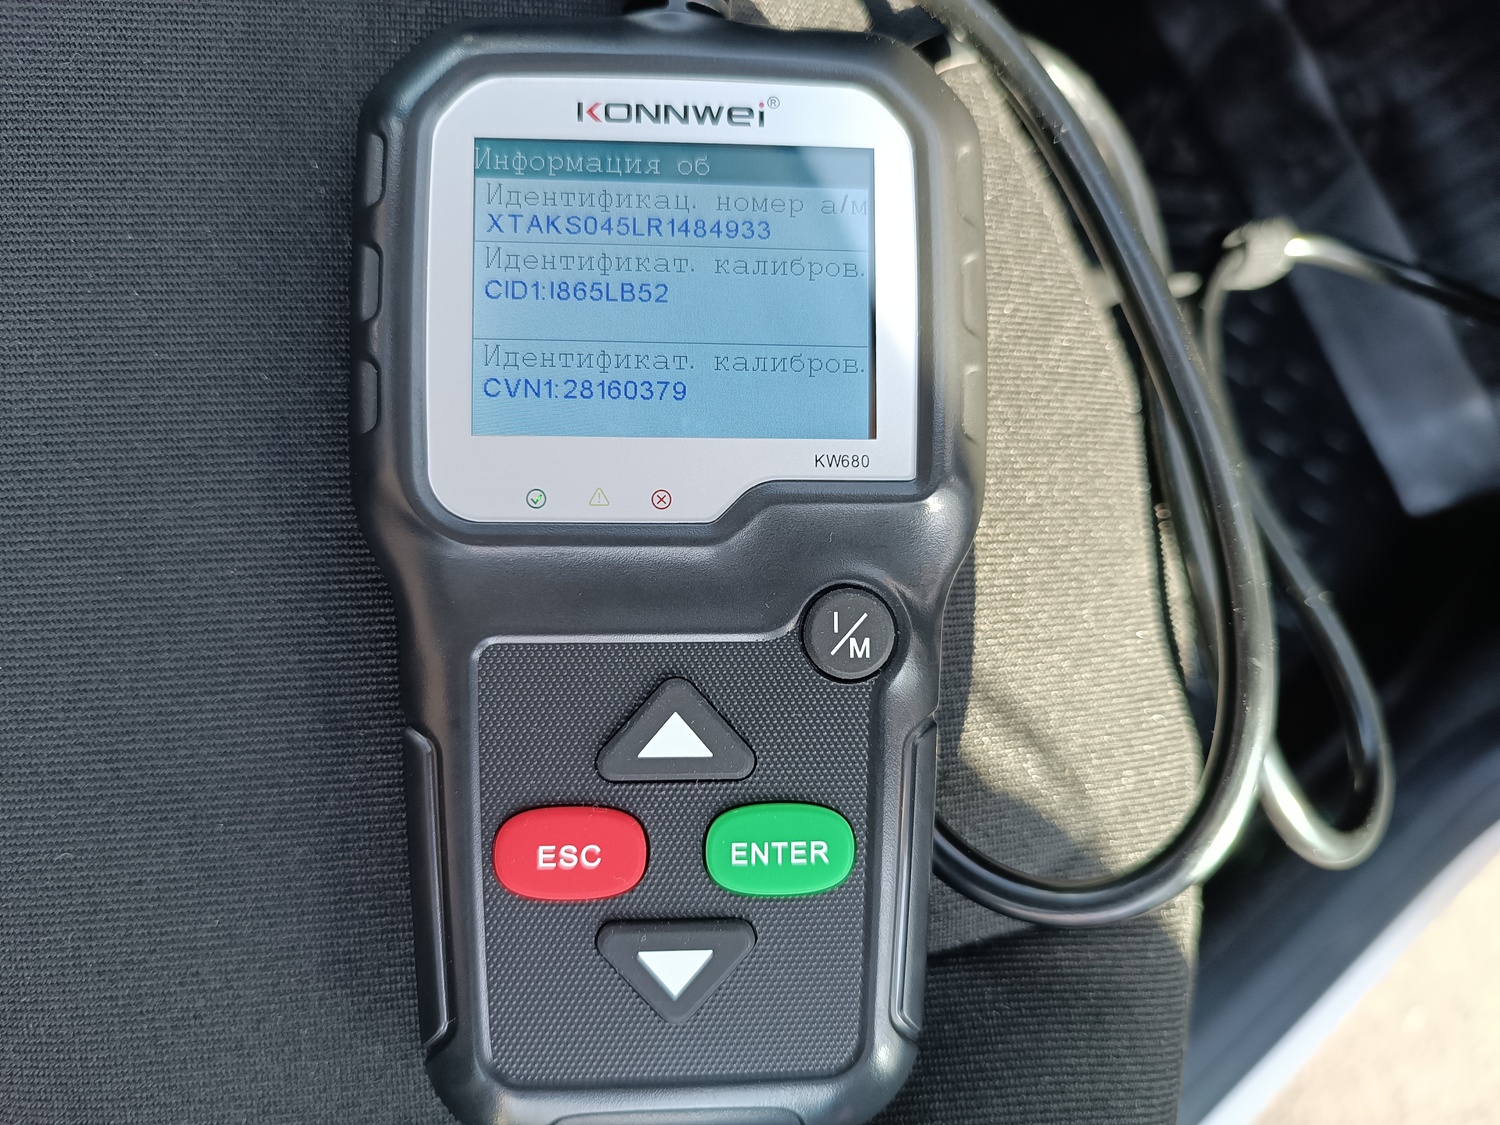 KONNWEI®
Информация об
Идентификац. номер а/м
XTAKS045LR1484933
Идентификат. калибров.
CID1:I865LB52
Идентификат. калибров.
CVN1:28160379
KW680
I/M
ESC
ENTER